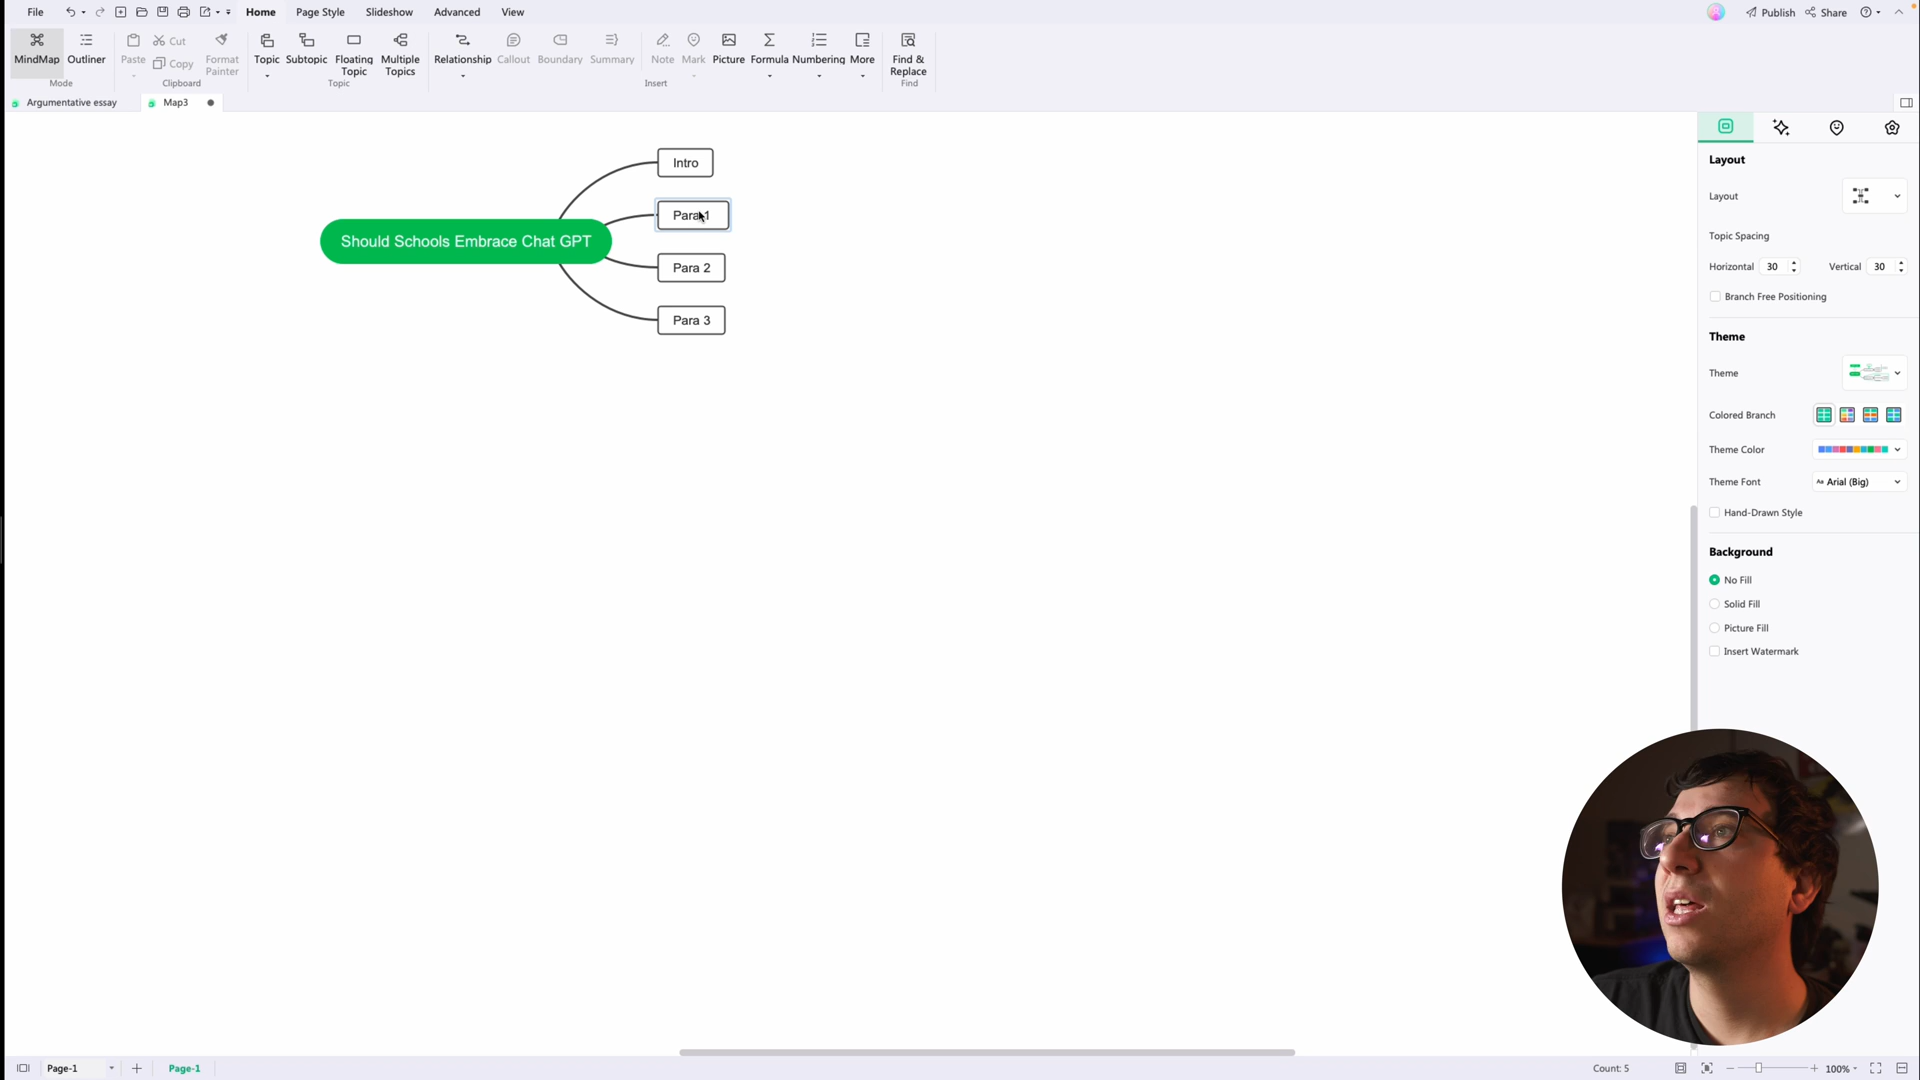 File Home Page Style Slideshow Advanced View Publish Share
MindMap Outliner Paste Cut Copy Format Painter Topic Subtopic Floating Topic Multiple Topics Relationship Callout Boundary Summary Note Mark Picture Formula Numbering More Find & Replace
Mode Clipboard Topic Insert Find
Argumentative essay Map3
Intro
Para 1
Should Schools Embrace Chat GPT
Para 2
Para 3
Layout
Layout
Topic Spacing
Horizontal 30 Vertical 30
Branch Free Positioning
Theme
Theme
Colored Branch
Theme Color
Theme Font Aa Arial (Big)
Hand-Drawn Style
Background
No Fill
Solid Fill
Picture Fill
Insert Watermark
Page-1 Page-1 Count: 5 100%